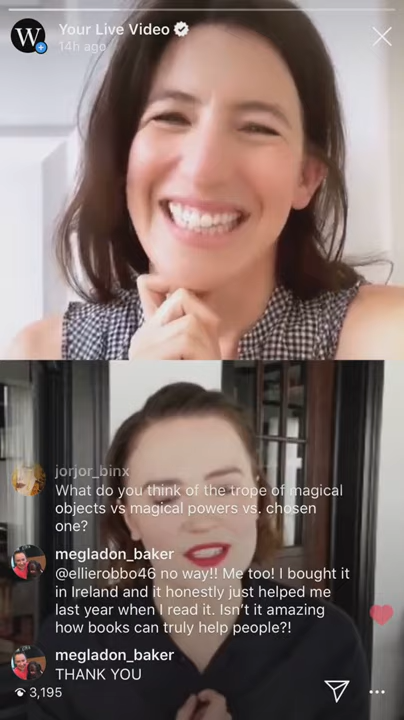 W
Your Live Video
14h ago
jorjor_binx
What do you think of the trope of magical
objects vs magical powers vs. chosen
one?
megladon_baker
@ellierobbo46 no way!! Me too! I bought it
in Ireland and it honestly just helped me
last year when I read it. Isn't it amazing
how books can truly help people?!
megladon_baker
THANK YOU
3,195